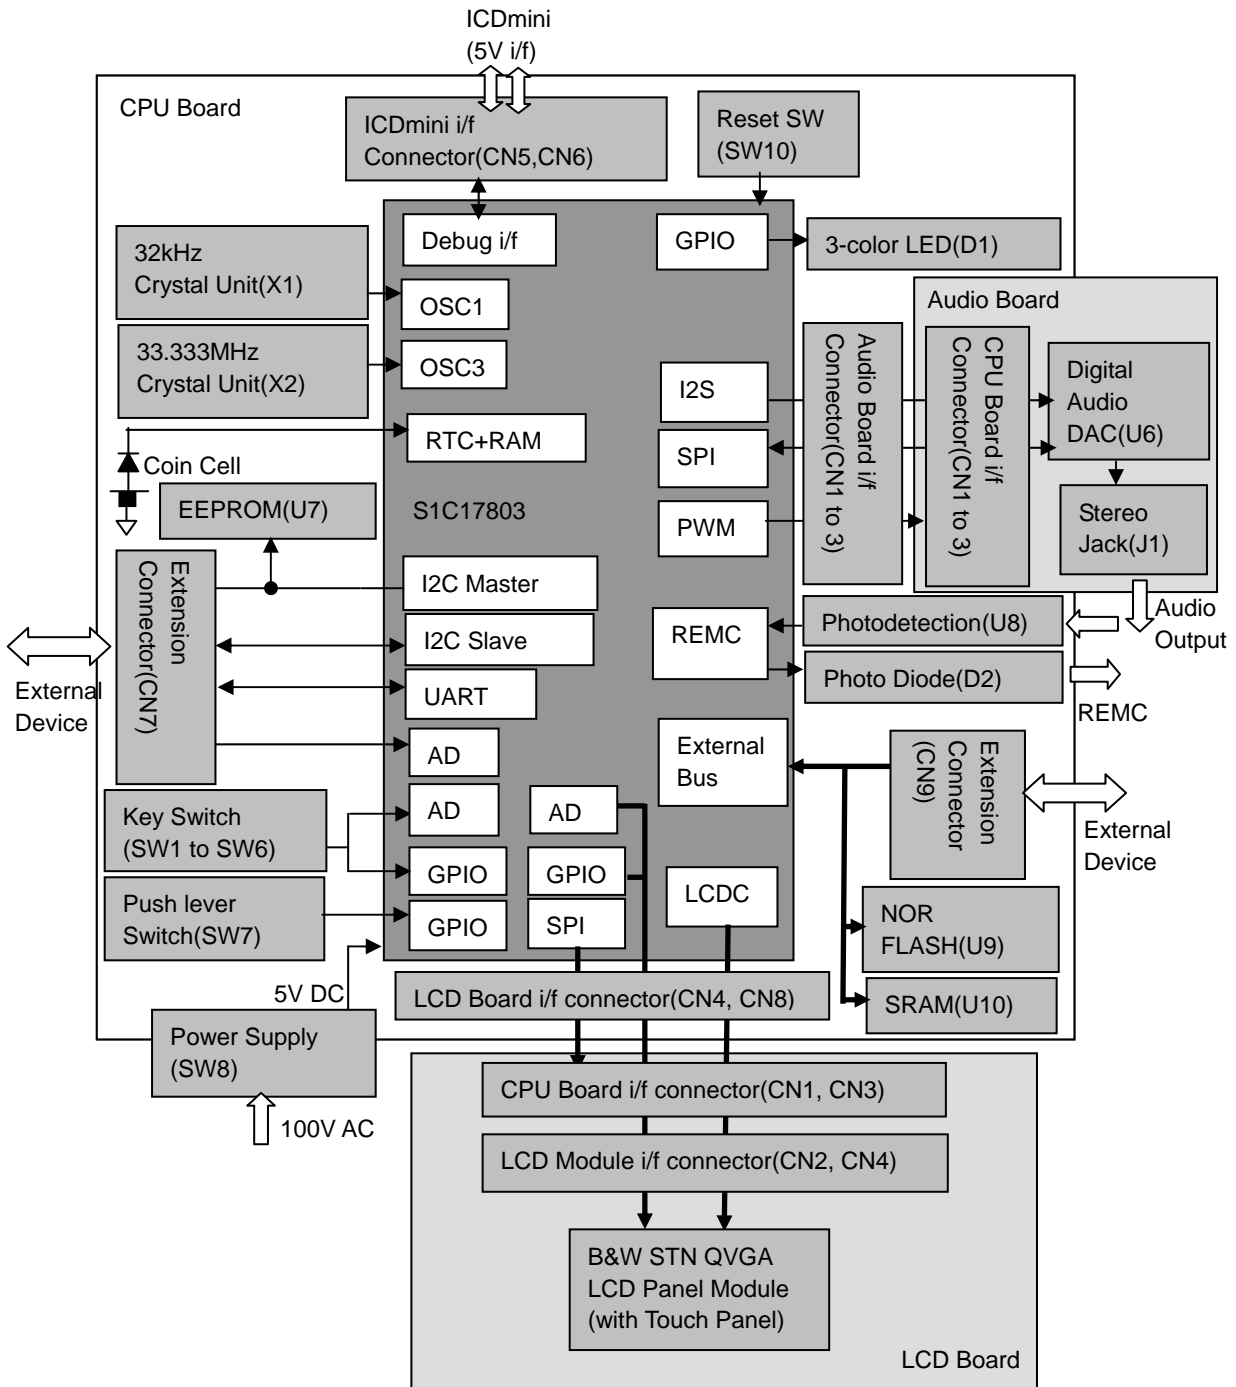 ICDmini
(5V i/f)
CPU Board
ICDmini i/f
Connector(CN5,CN6)
Reset SW
(SW10)
Debug i/f
GPIO
3-color LED(D1)
32kHz
Crystal Unit(X1)
OSC1
33.333MHz
Crystal Unit(X2)
OSC3
Audio Board
Audio Board i/f
Connector(CN1 to 3)
CPU Board i/f
Connector(CN1 to 3)
Digital
Audio
DAC(U6)
I2S
RTC+RAM
SPI
Coin Cell
EEPROM(U7)
S1C17803
PWM
Stereo
Jack(J1)
Extension
Connector(CN7)
I2C Master
I2C Slave
UART
AD
External
Device
REMC
Photodetection(U8)
Audio
Output
Photo Diode(D2)
REMC
External
Bus
Extension
Connector
(CN9)
External
Device
Key Switch
(SW1 to SW6)
AD
AD
GPIO
GPIO
LCDC
Push lever
Switch(SW7)
GPIO
SPI
NOR
FLASH(U9)
SRAM(U10)
5V DC
LCD Board i/f connector(CN4, CN8)
Power Supply
(SW8)
100V AC
CPU Board i/f connector(CN1, CN3)
LCD Module i/f connector(CN2, CN4)
B&W STN QVGA
LCD Panel Module
(with Touch Panel)
LCD Board